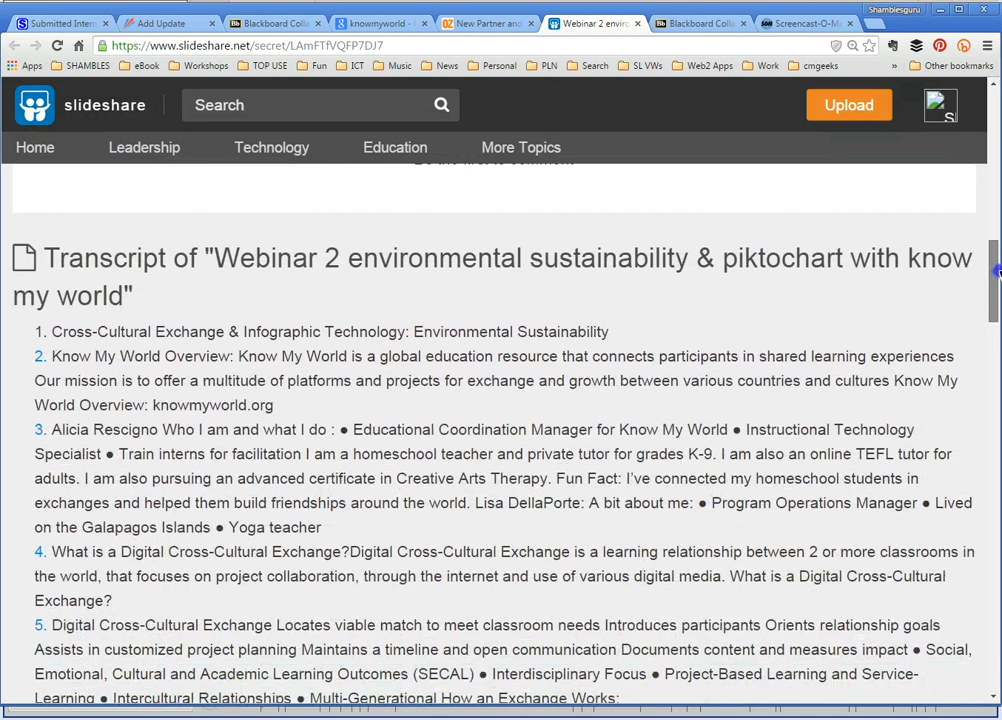 Shamblesguru
Submitted Intern
Add Update
Blackboard Colla
knowmyworld -
New Partner and
Webinar 2 enviro
Blackboard Colla
Screencast-O-Ma
https://www.slideshare.net/secret/LAmFTfVQFP7DJ7
Apps SHAMBLES eBook Workshops TOP USE Fun ICT Music News Personal PLN Search SL VWs Web2 Apps Work cmgeeks » Other bookmarks
slideshare Search Upload S
Home Leadership Technology Education More Topics
Transcript of "Webinar 2 environmental sustainability & piktochart with know
my world"
1. Cross-Cultural Exchange & Infographic Technology: Environmental Sustainability
2. Know My World Overview: Know My World is a global education resource that connects participants in shared learning experiences
Our mission is to offer a multitude of platforms and projects for exchange and growth between various countries and cultures Know My
World Overview: knowmyworld.org
3. Alicia Rescigno Who I am and what I do : ● Educational Coordination Manager for Know My World ● Instructional Technology
Specialist ● Train interns for facilitation I am a homeschool teacher and private tutor for grades K-9. I am also an online TEFL tutor for
adults. I am also pursuing an advanced certificate in Creative Arts Therapy. Fun Fact: I've connected my homeschool students in
exchanges and helped them build friendships around the world. Lisa DellaPorte: A bit about me: ● Program Operations Manager ● Lived
on the Galapagos Islands ● Yoga teacher
4. What is a Digital Cross-Cultural Exchange?Digital Cross-Cultural Exchange is a learning relationship between 2 or more classrooms in
the world, that focuses on project collaboration, through the internet and use of various digital media. What is a Digital Cross-Cultural
Exchange?
5. Digital Cross-Cultural Exchange Locates viable match to meet classroom needs Introduces participants Orients relationship goals
Assists in customized project planning Maintains a timeline and open communication Documents content and measures impact ● Social,
Emotional, Cultural and Academic Learning Outcomes (SECAL) ● Interdisciplinary Focus ● Project-Based Learning and Service-
Learning ● Intercultural Relationships ● Multi-Generational How an Exchange Works: